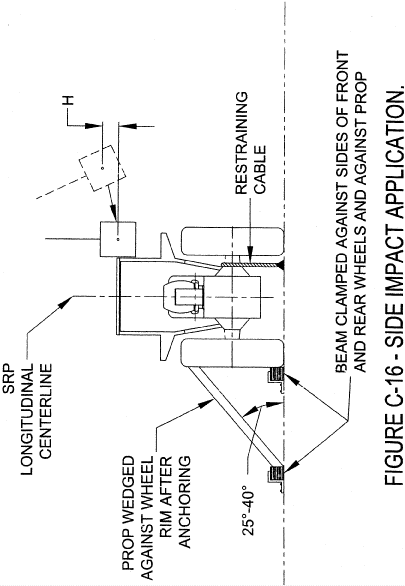 SRP
LONGITUDINAL
CENTERLINE
H
PROP WEDGED
AGAINST WHEEL
RIM AFTER
ANCHORING
25°-40°
RESTRAINING
CABLE
BEAM CLAMPED AGAINST SIDES OF FRONT
AND REAR WHEELS AND AGAINST PROP
FIGURE C-16 - SIDE IMPACT APPLICATION.